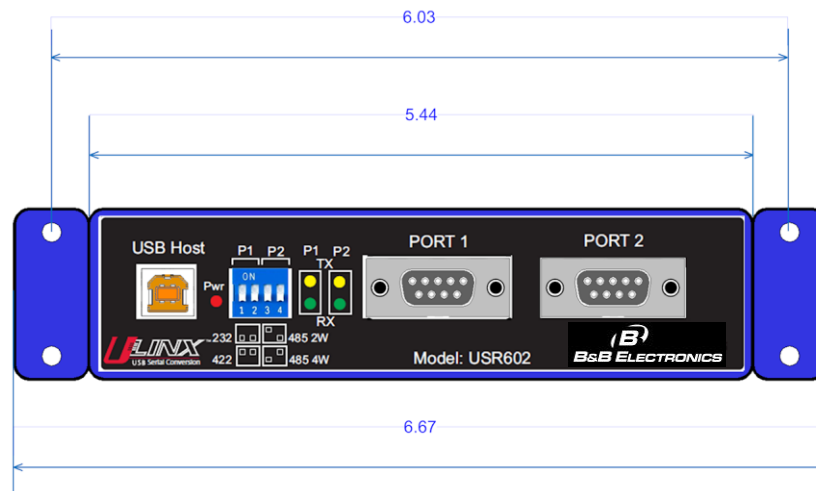 6.03
5.44
USB Host
P1 P2
P1 P2
TX
PORT 1
PORT 2
ON
Pwr
1 2 3 4
RX
ULINX
USB Serial Conversion
232
485 2W
422
485 4W
Model: USR602
B
B&B ELECTRONICS
6.67